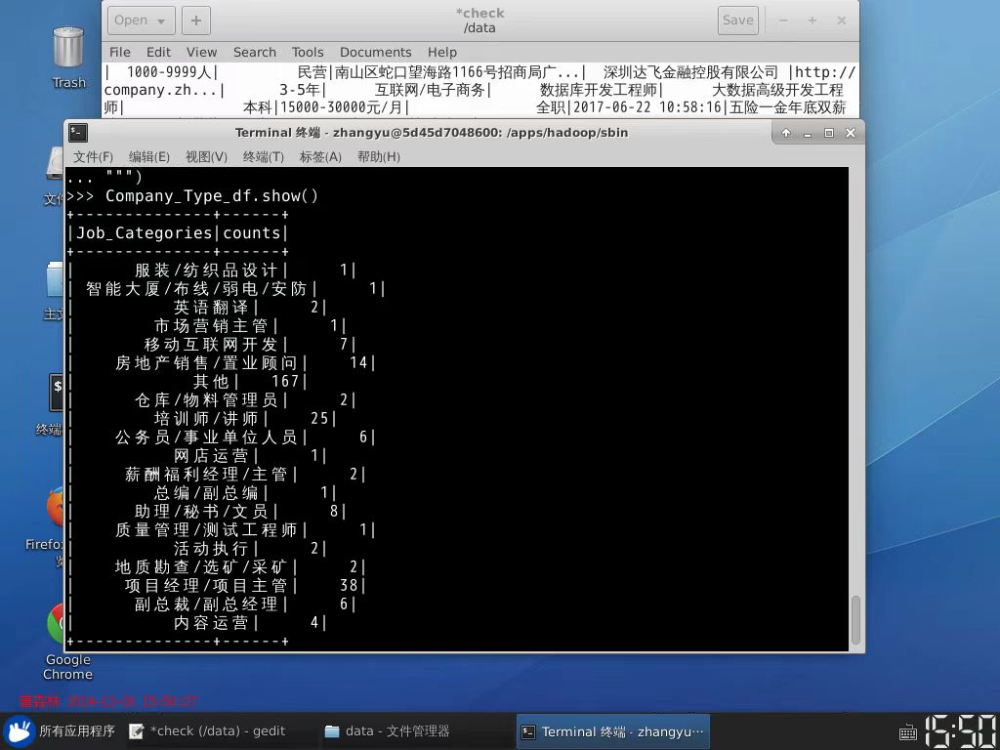 Open
+
*check
/data
Save
File Edit View Search Tools Documents Help
| 1000-9999人| 民营|南山区蛇口望海路1166号招商局广...| 深圳达飞金融控股有限公司 |http://
company.zh...| 3-5年| 互联网/电子商务| 数据库开发工程师| 大数据高级开发工程
师| 本科|15000-30000元/月| 全职|2017-06-22 10:58:16|五险一金年底双薪
Trash
Terminal 终端 - zhangyu@5d45d7048600: /apps/hadoop/sbin
文件(F) 编辑(E) 视图(V) 终端(T) 标签(A) 帮助(H)
... """)
>>> Company_Type_df.show()
+--------------+------+
|Job_Categories|counts|
+--------------+------+
| 服装/纺织品设计| 1|
| 智能大厦/布线/弱电/安防| 1|
| 英语翻译| 2|
| 市场营销主管| 1|
| 移动互联网开发| 7|
| 房地产销售/置业顾问| 14|
| 其他| 167|
| 仓库/物料管理员| 2|
| 培训师/讲师| 25|
| 公务员/事业单位人员| 6|
| 网店运营| 1|
| 薪酬福利经理/主管| 2|
| 总编/副总编| 1|
| 助理/秘书/文员| 8|
| 质量管理/测试工程师| 1|
| 活动执行| 2|
| 地质勘查/选矿/采矿| 2|
| 项目经理/项目主管| 38|
| 副总裁/副总经理| 6|
| 内容运营| 4|
+--------------+------+
文件
主文
终端
Firefox
览
Google
Chrome
所有应用程序
*check (/data) - gedit
data - 文件管理器
Terminal 终端 - zhangyu···
15:50